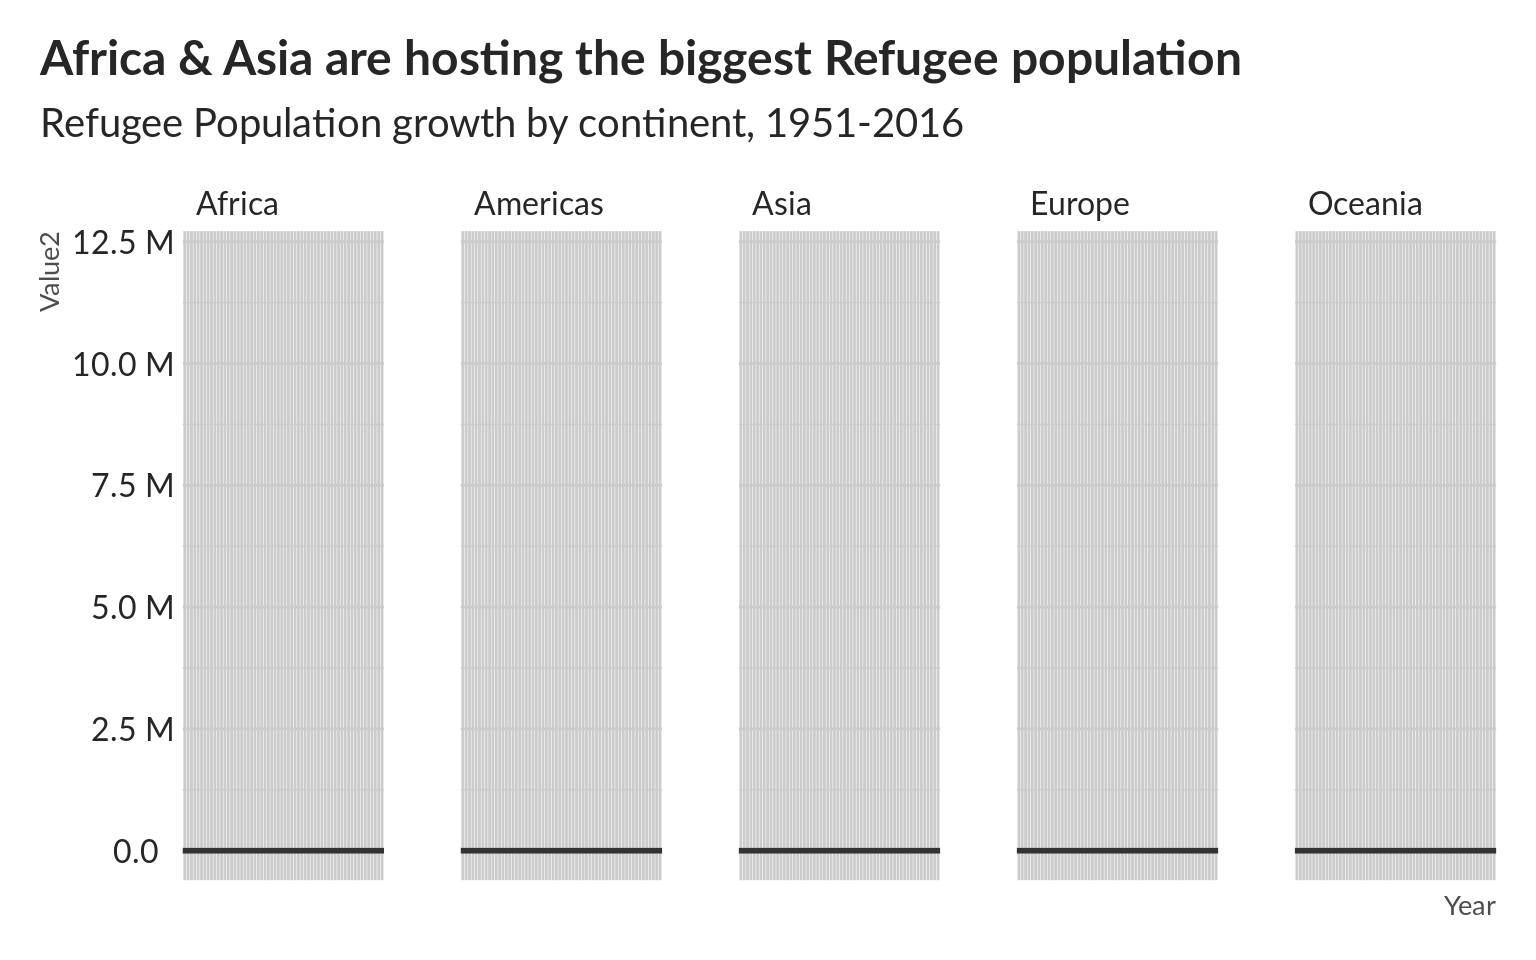 Africa & Asia are hosting the biggest Refugee population
Refugee Population growth by continent, 1951-2016
Africa
Americas
Asia
Europe
Oceania
Value2
12.5 M
10.0 M
7.5 M
5.0 M
2.5 M
0.0
Year